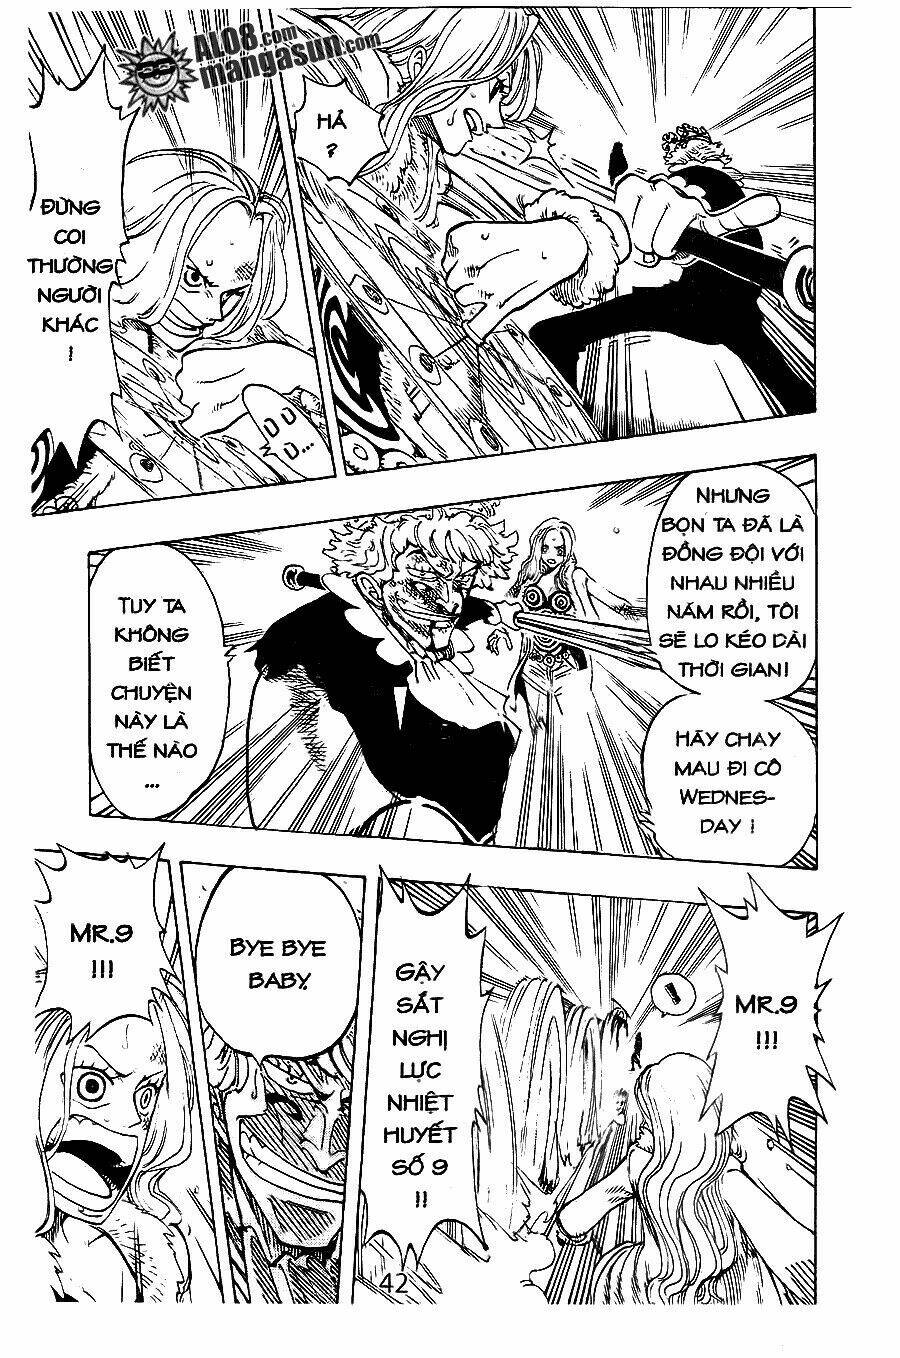 AL08.com
mangasun.com
HẢ
?
ĐỪNG
COI
THƯỜNG
NGƯỜI
KHÁC
!
D D
D...
NHƯNG
BỌN TA ĐÃ LÀ
ĐỒNG ĐỘI VỚI
NHAU NHIỀU
NĂM RỒI, TÔI
SẼ LO KÉO DÀI
THỜI GIAN!
HÃY CHẠY
MAU ĐI CÔ
WEDNES-
DAY !
TUY TA
KHÔNG
BIẾT
CHUYỆN
NÀY LÀ
THẾ NÀO
...
MR.9
!!!
!
GẬY
SẮT
NGHỊ
LỰC
NHIỆT
HUYẾT
SỐ 9
!!
BYE BYE
BABY.
MR.9
!!!
42